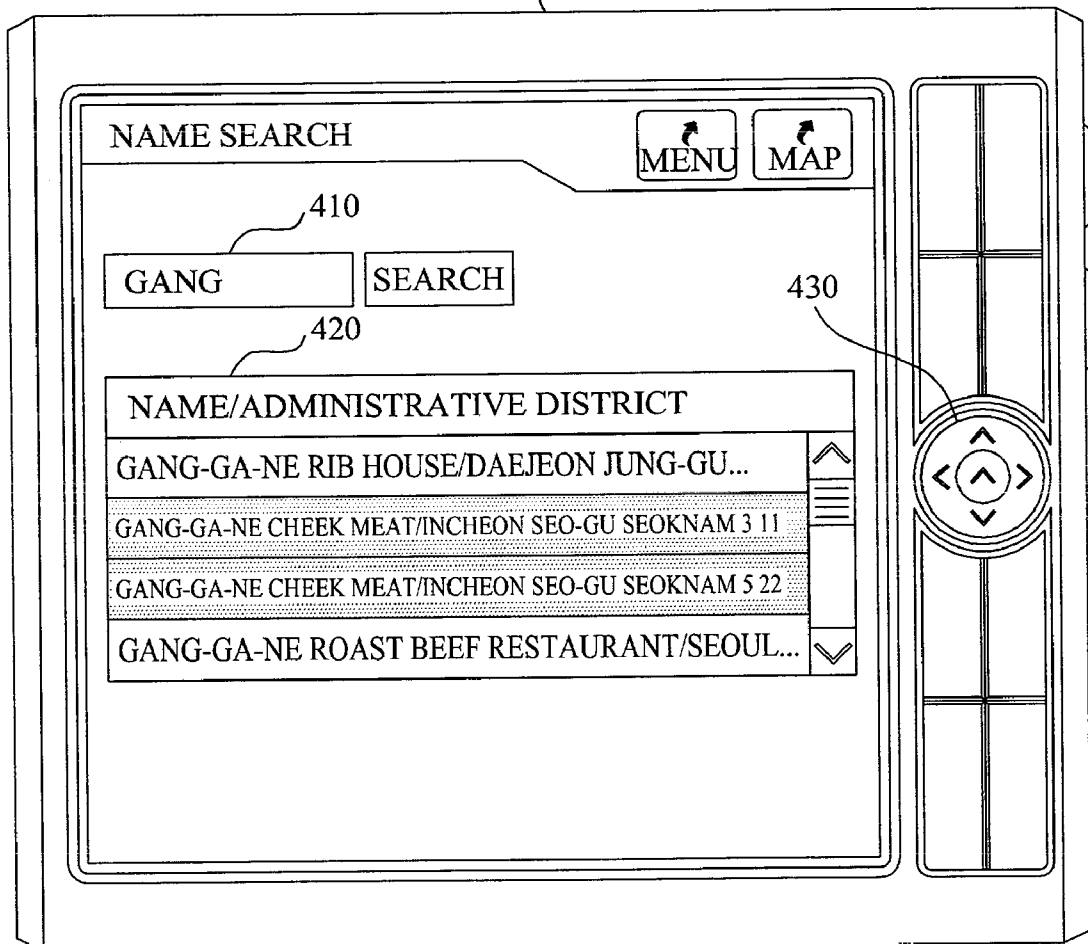 NAME SEARCH
MENU
MAP
410
GANG
SEARCH
430
420
NAME/ADMINISTRATIVE DISTRICT
GANG-GA-NE RIB HOUSE/DAEJEON JUNG-GU...
GANG-GA-NE CHEEK MEAT/INCHEON SEO-GU SEOKNAM 3 11
GANG-GA-NE CHEEK MEAT/INCHEON SEO-GU SEOKNAM 5 22
GANG-GA-NE ROAST BEEF RESTAURANT/SEOUL...